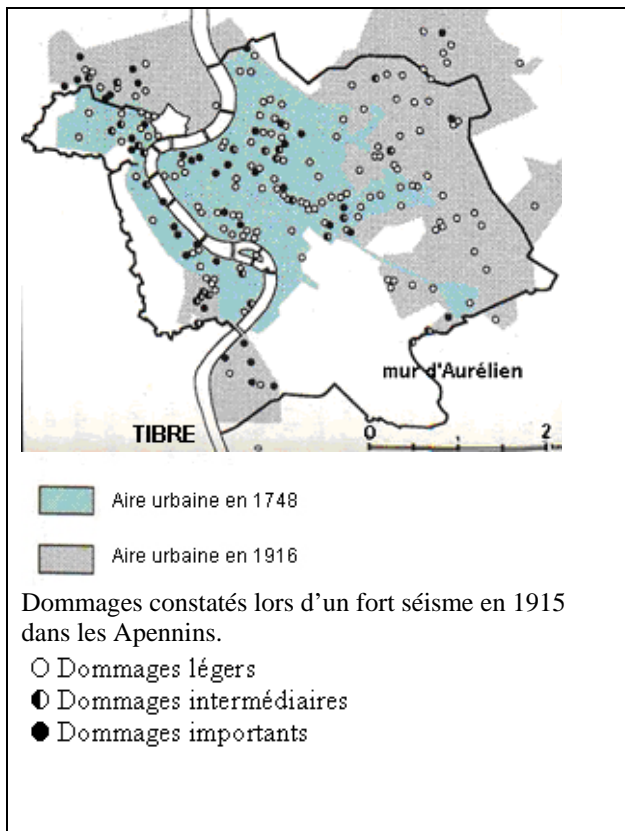 mur d'Aurélien
TIBRE
0 1 2
Aire urbaine en 1748
Aire urbaine en 1916
Dommages constatés lors d'un fort séisme en 1915
dans les Apennins.
Dommages légers
Dommages intermédiaires
Dommages importants